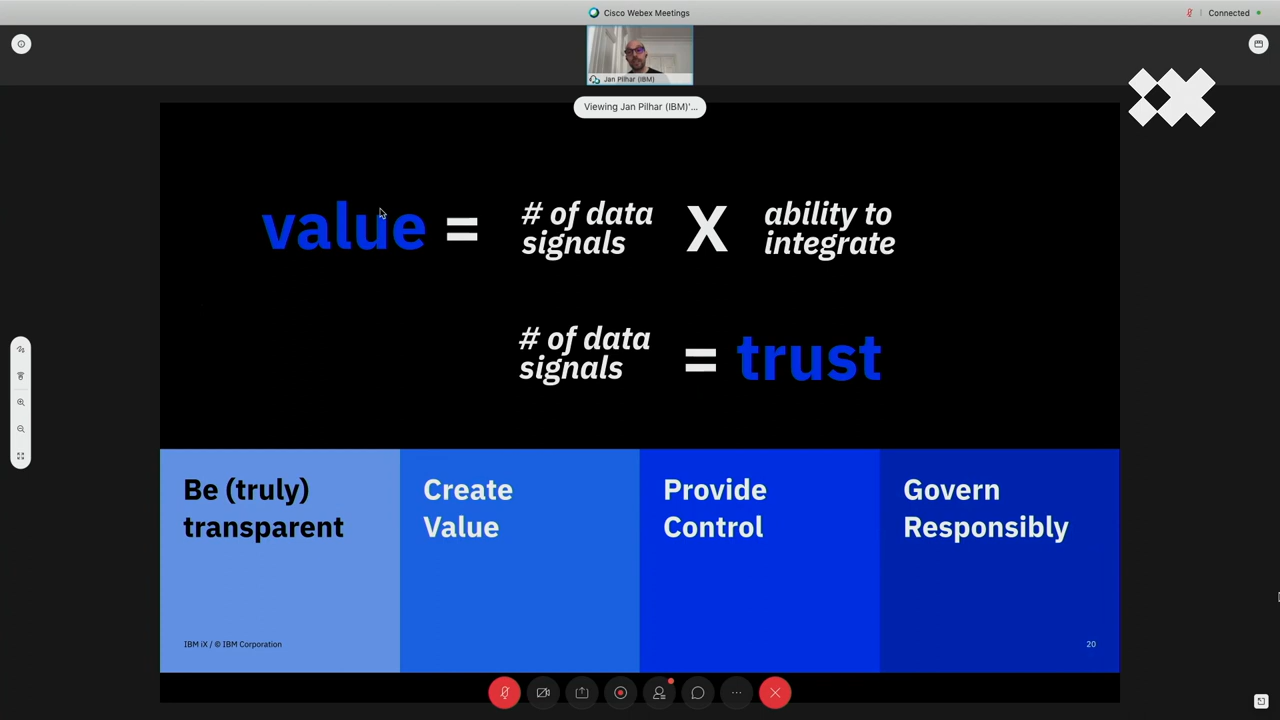 Cisco Webex Meetings
Connected
Jan Pilhar (IBM)
Viewing Jan Pilhar (IBM)'...
value = # of data signals X ability to integrate
# of data signals = trust
Be (truly)
transparent
Create
Value
Provide
Control
Govern
Responsibly
IBM iX / © IBM Corporation
20